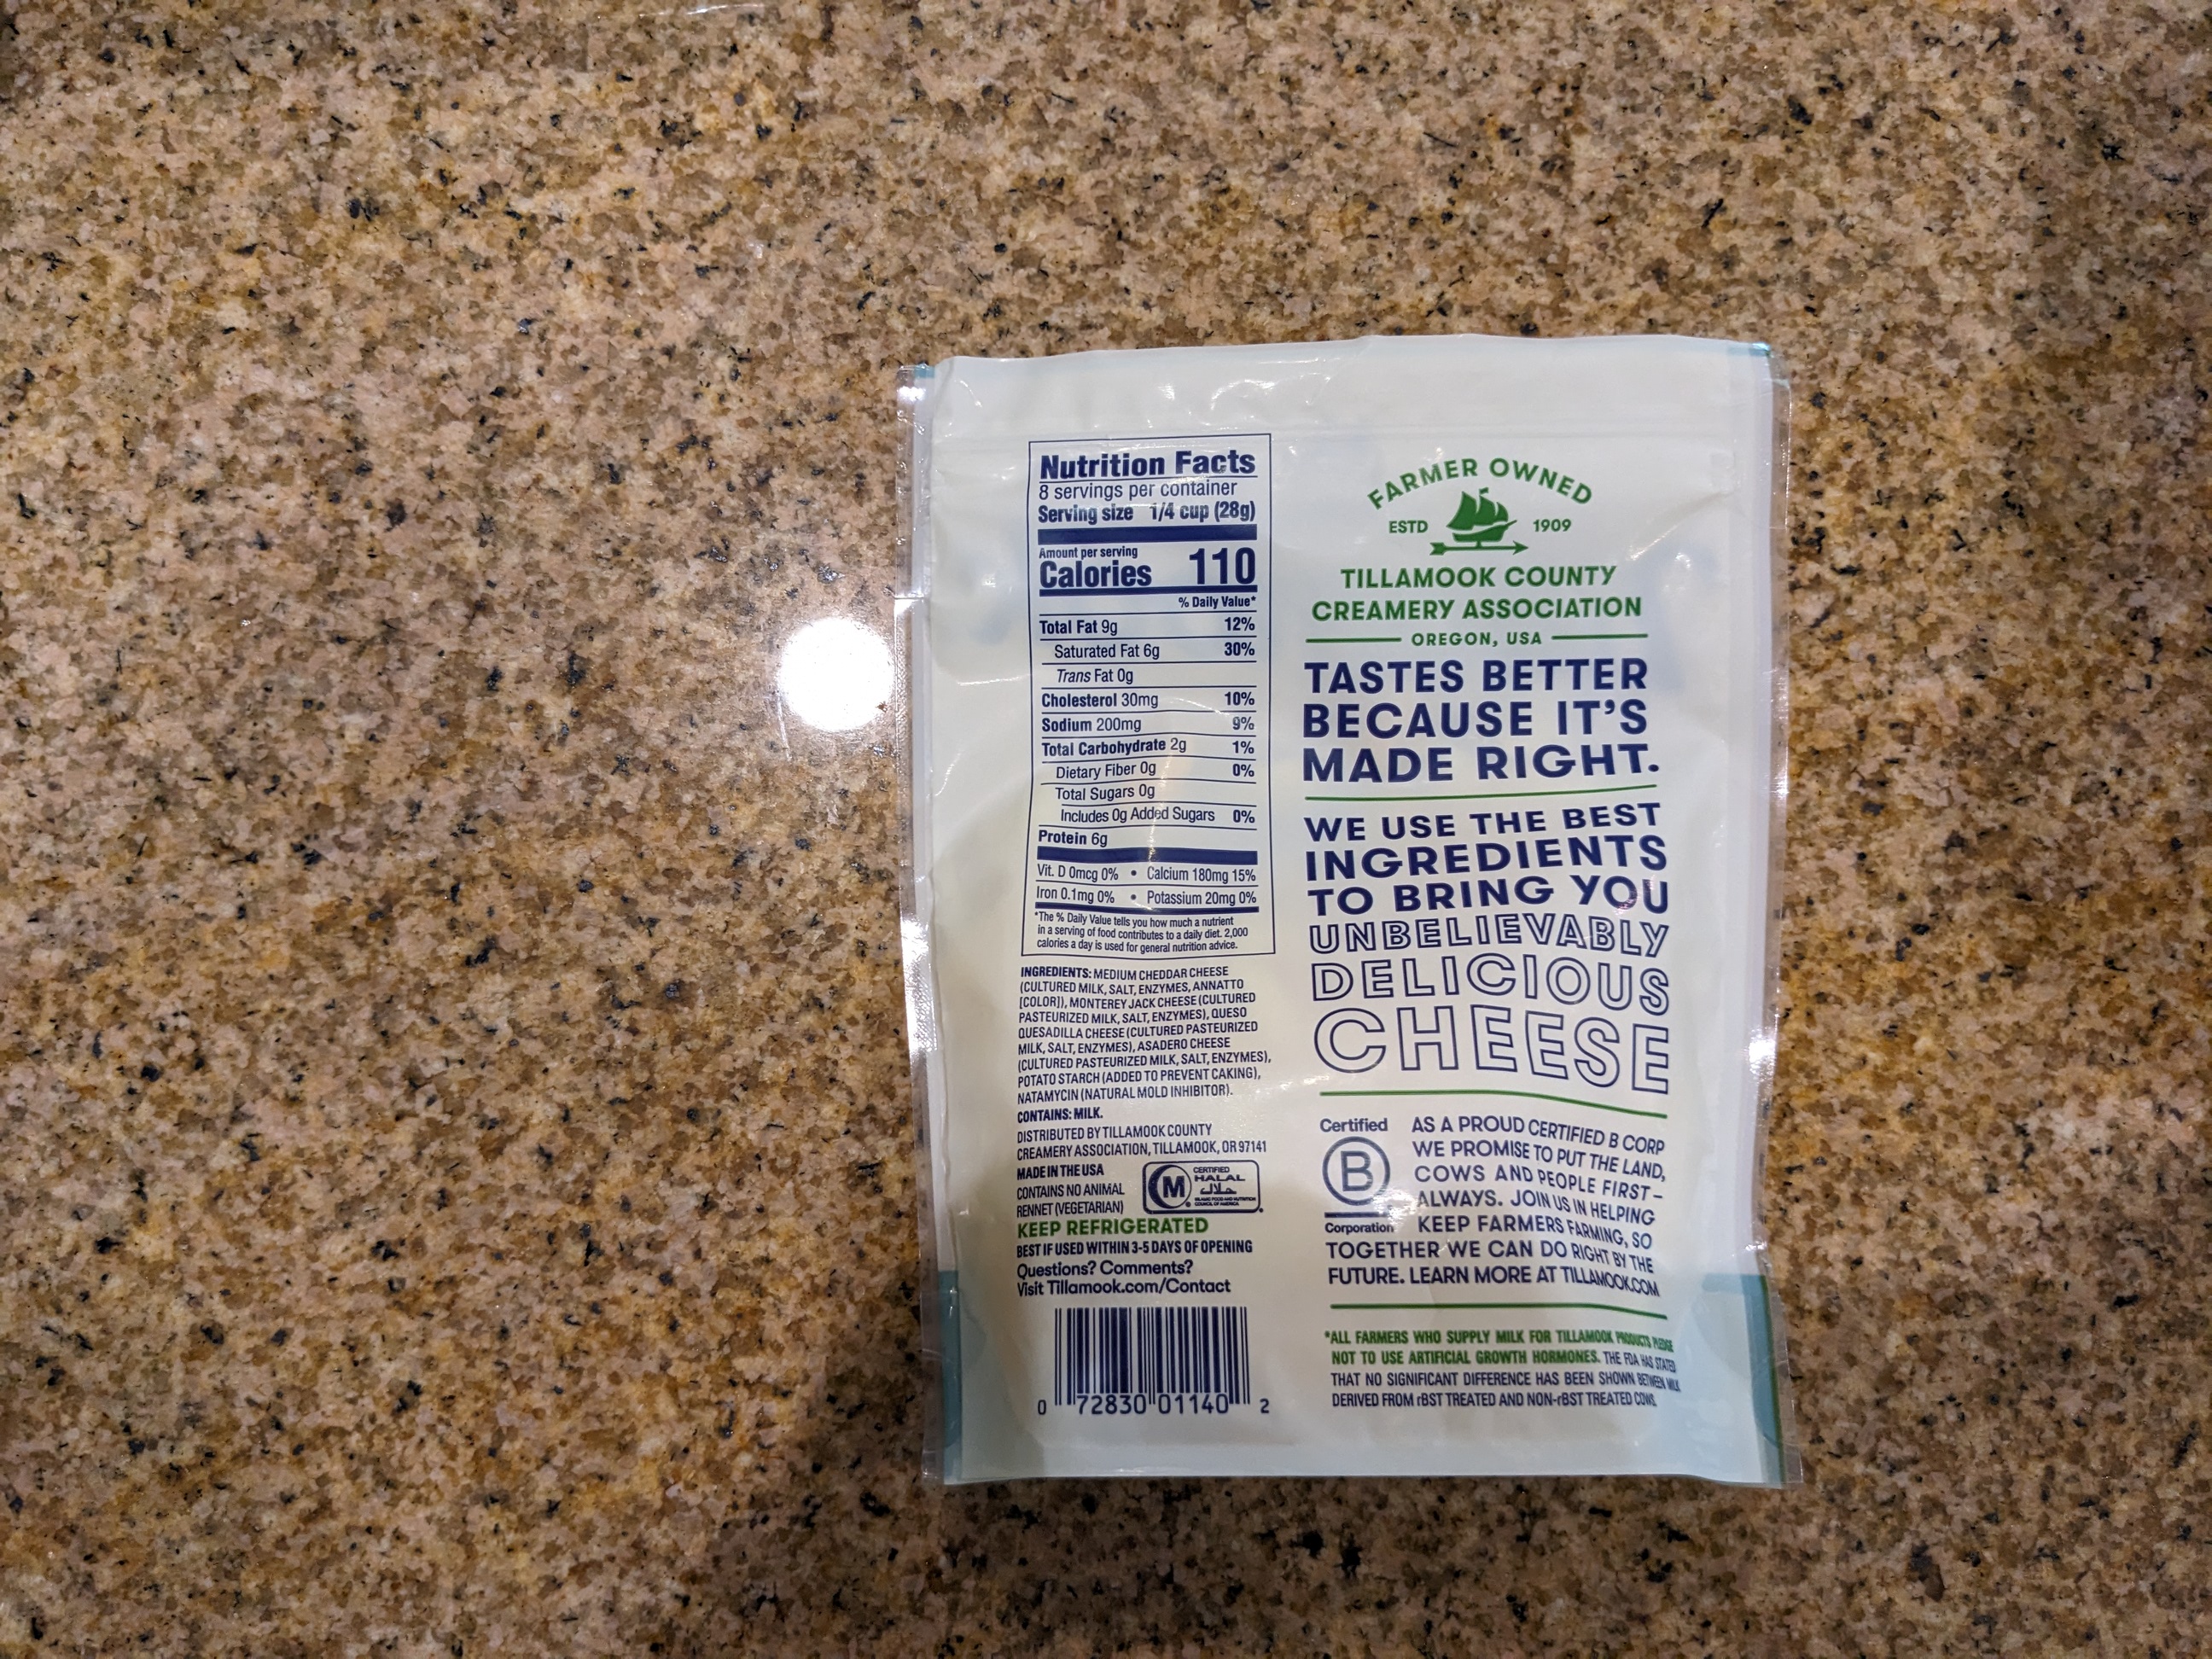 Nutrition Facts
8 servings per container
Serving size 1/4 cup (28g)
Amount per serving
Calories 110
% Daily Value*
Total Fat 9g 12%
Saturated Fat 6g 30%
Trans Fat 0g
Cholesterol 30mg 10%
Sodium 200mg 9%
Total Carbohydrate 2g 1%
Dietary Fiber 0g 0%
Total Sugars 0g
Includes 0g Added Sugars 0%
Protein 6g
Vit. D 0mcg 0% • Calcium 180mg 15%
Iron 0.1mg 0% • Potassium 20mg 0%
*The % Daily Value tells you how much a nutrient
in a serving of food contributes to a daily diet. 2,000
calories a day is used for general nutrition advice.
INGREDIENTS: MEDIUM CHEDDAR CHEESE
(CULTURED MILK, SALT, ENZYMES, ANNATTO
[COLOR]), MONTEREY JACK CHEESE (CULTURED
PASTEURIZED MILK, SALT, ENZYMES), QUESO
QUESADILLA CHEESE (CULTURED PASTEURIZED
MILK, SALT, ENZYMES), ASADERO CHEESE
(CULTURED PASTEURIZED MILK, SALT, ENZYMES),
POTATO STARCH (ADDED TO PREVENT CAKING),
NATAMYCIN (NATURAL MOLD INHIBITOR).
CONTAINS: MILK.
DISTRIBUTED BY TILLAMOOK COUNTY
CREAMERY ASSOCIATION, TILLAMOOK, OR 97141
MADE IN THE USA
CONTAINS NO ANIMAL
RENNET (VEGETARIAN)
M
CERTIFIED
HALAL
حلال
ISLAMIC FOOD AND NUTRITION
COUNCIL OF AMERICA
KEEP REFRIGERATED
BEST IF USED WITHIN 3-5 DAYS OF OPENING
Questions? Comments?
Visit Tillamook.com/Contact
0 72830 01140 2
FARMER OWNED
ESTD 1909
TILLAMOOK COUNTY
CREAMERY ASSOCIATION
OREGON, USA
TASTES BETTER
BECAUSE IT'S
MADE RIGHT.
WE USE THE BEST
INGREDIENTS
TO BRING YOU
UNBELIEVABLY
DELICIOUS
CHEESE
Certified
B
Corporation
AS A PROUD CERTIFIED B CORP
WE PROMISE TO PUT THE LAND,
COWS AND PEOPLE FIRST–
ALWAYS. JOIN US IN HELPING
KEEP FARMERS FARMING, SO
TOGETHER WE CAN DO RIGHT BY THE
FUTURE. LEARN MORE AT TILLAMOOK.COM
*ALL FARMERS WHO SUPPLY MILK FOR TILLAMOOK PRODUCTS PLEDGE
NOT TO USE ARTIFICIAL GROWTH HORMONES. THE FDA HAS STATED
THAT NO SIGNIFICANT DIFFERENCE HAS BEEN SHOWN BETWEEN MILK
DERIVED FROM rBST TREATED AND NON-rBST TREATED COWS.